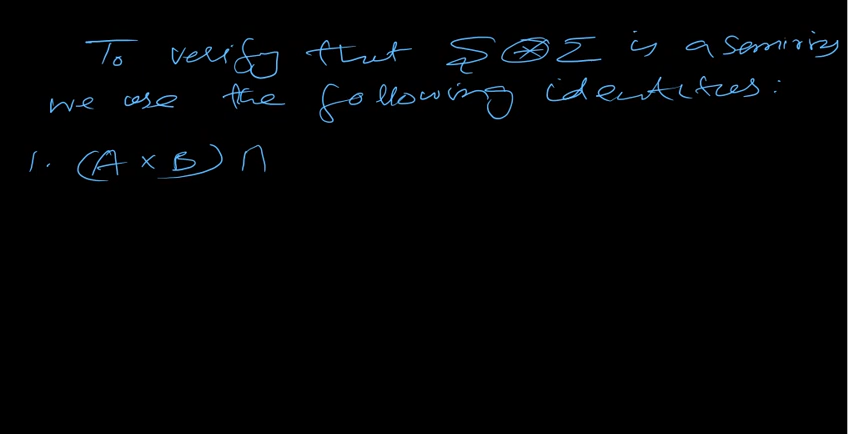 To verify that S ⊗ Σ is a semiring
we use the following identities:
1. (A × B) ∩